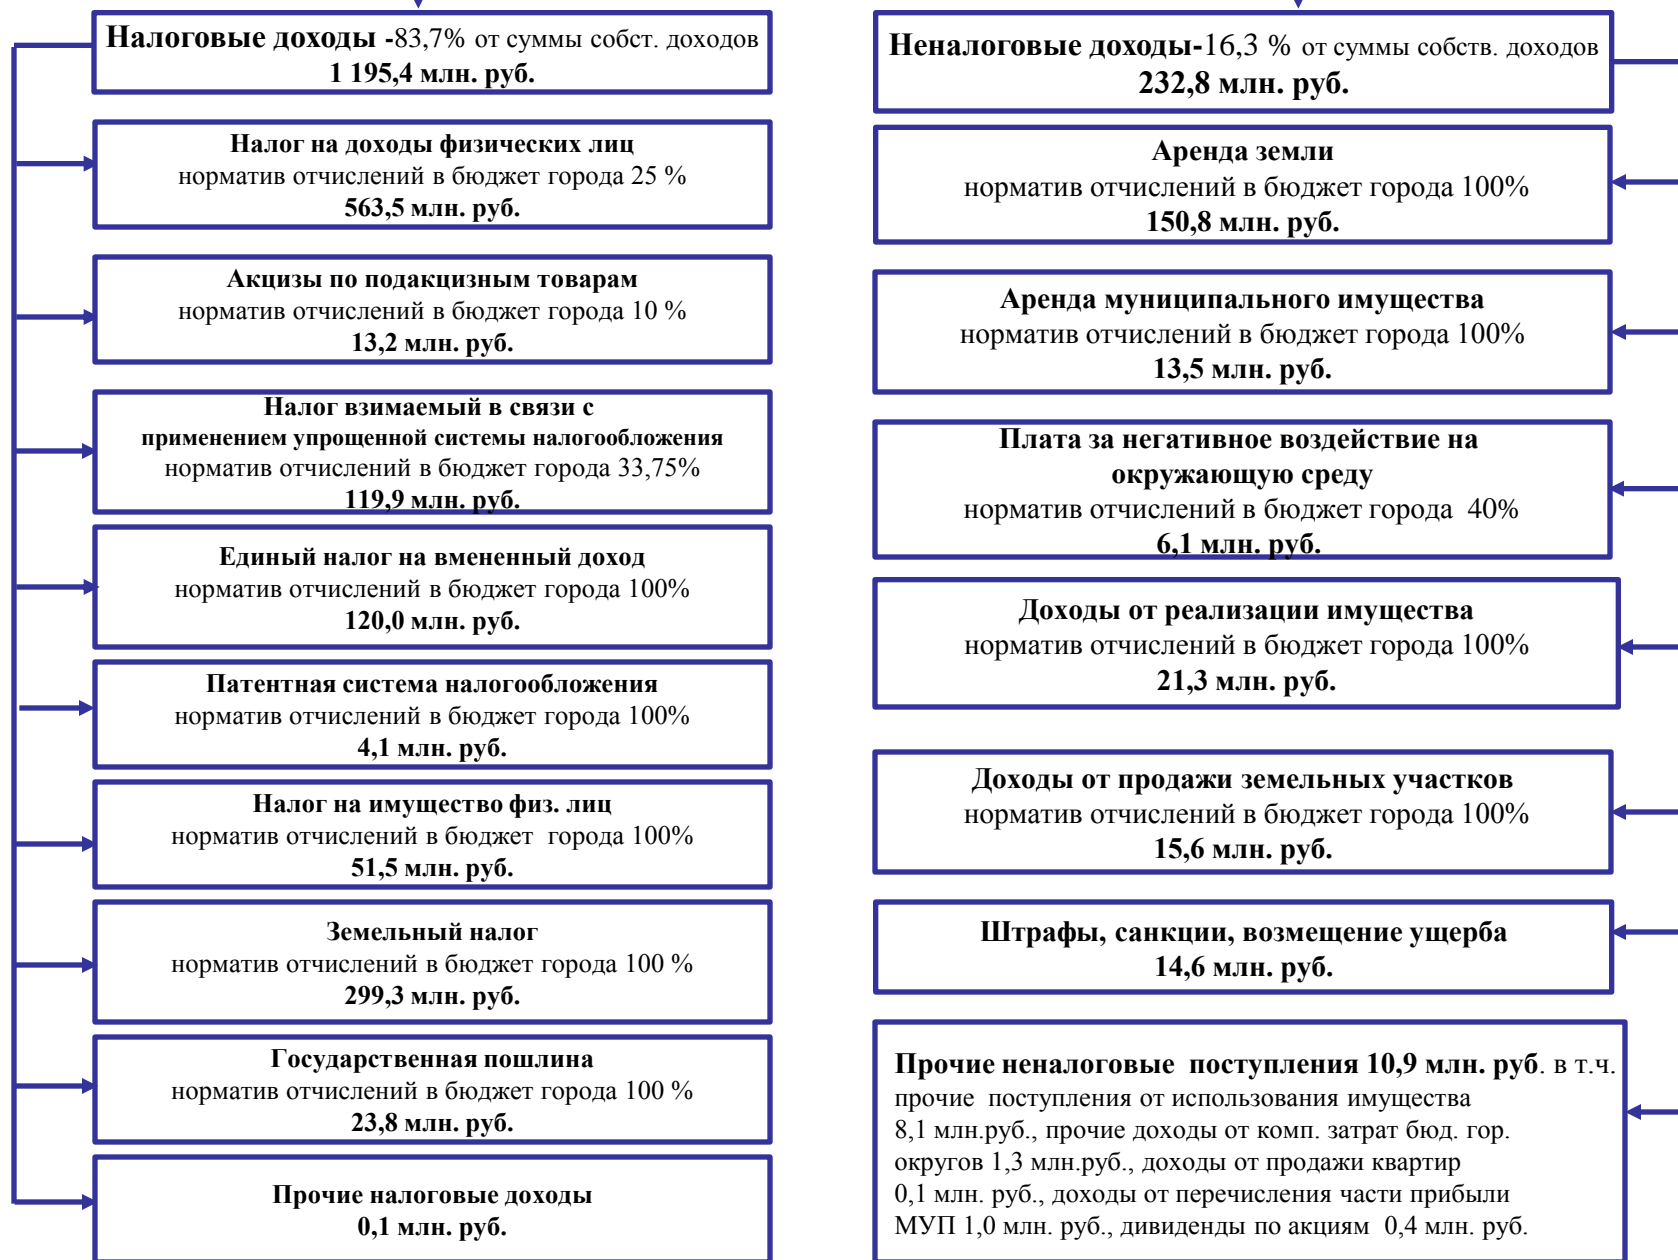 Налоговые доходы -83,7% от суммы собст. доходов
1 195,4 млн. руб.
Налог на доходы физических лиц
норматив отчислений в бюджет города 25 %
563,5 млн. руб.
Акцизы по подакцизным товарам
норматив отчислений в бюджет города 10 %
13,2 млн. руб.
Налог взимаемый в связи с
применением упрощенной системы налогообложения
норматив отчислений в бюджет города 33,75%
119,9 млн. руб.
Единый налог на вмененный доход
норматив отчислений в бюджет города 100%
120,0 млн. руб.
Патентная система налогообложения
норматив отчислений в бюджет города 100%
4,1 млн. руб.
Налог на имущество физ. лиц
норматив отчислений в бюджет города 100%
51,5 млн. руб.
Земельный налог
норматив отчислений в бюджет города 100 %
299,3 млн. руб.
Государственная пошлина
норматив отчислений в бюджет города 100 %
23,8 млн. руб.
Прочие налоговые доходы
0,1 млн. руб.
Неналоговые доходы-16,3 % от суммы собств. доходов
232,8 млн. руб.
Аренда земли
норматив отчислений в бюджет города 100%
150,8 млн. руб.
Аренда муниципального имущества
норматив отчислений в бюджет города 100%
13,5 млн. руб.
Плата за негативное воздействие на
окружающую среду
норматив отчислений в бюджет города 40%
6,1 млн. руб.
Доходы от реализации имущества
норматив отчислений в бюджет города 100%
21,3 млн. руб.
Доходы от продажи земельных участков
норматив отчислений в бюджет города 100%
15,6 млн. руб.
Штрафы, санкции, возмещение ущерба
14,6 млн. руб.
Прочие неналоговые поступления 10,9 млн. руб. в т.ч.
прочие поступления от использования имущества
8,1 млн.руб., прочие доходы от комп. затрат бюд. гор.
округов 1,3 млн.руб., доходы от продажи квартир
0,1 млн. руб., доходы от перечисления части прибыли
МУП 1,0 млн. руб., дивиденды по акциям 0,4 млн. руб.